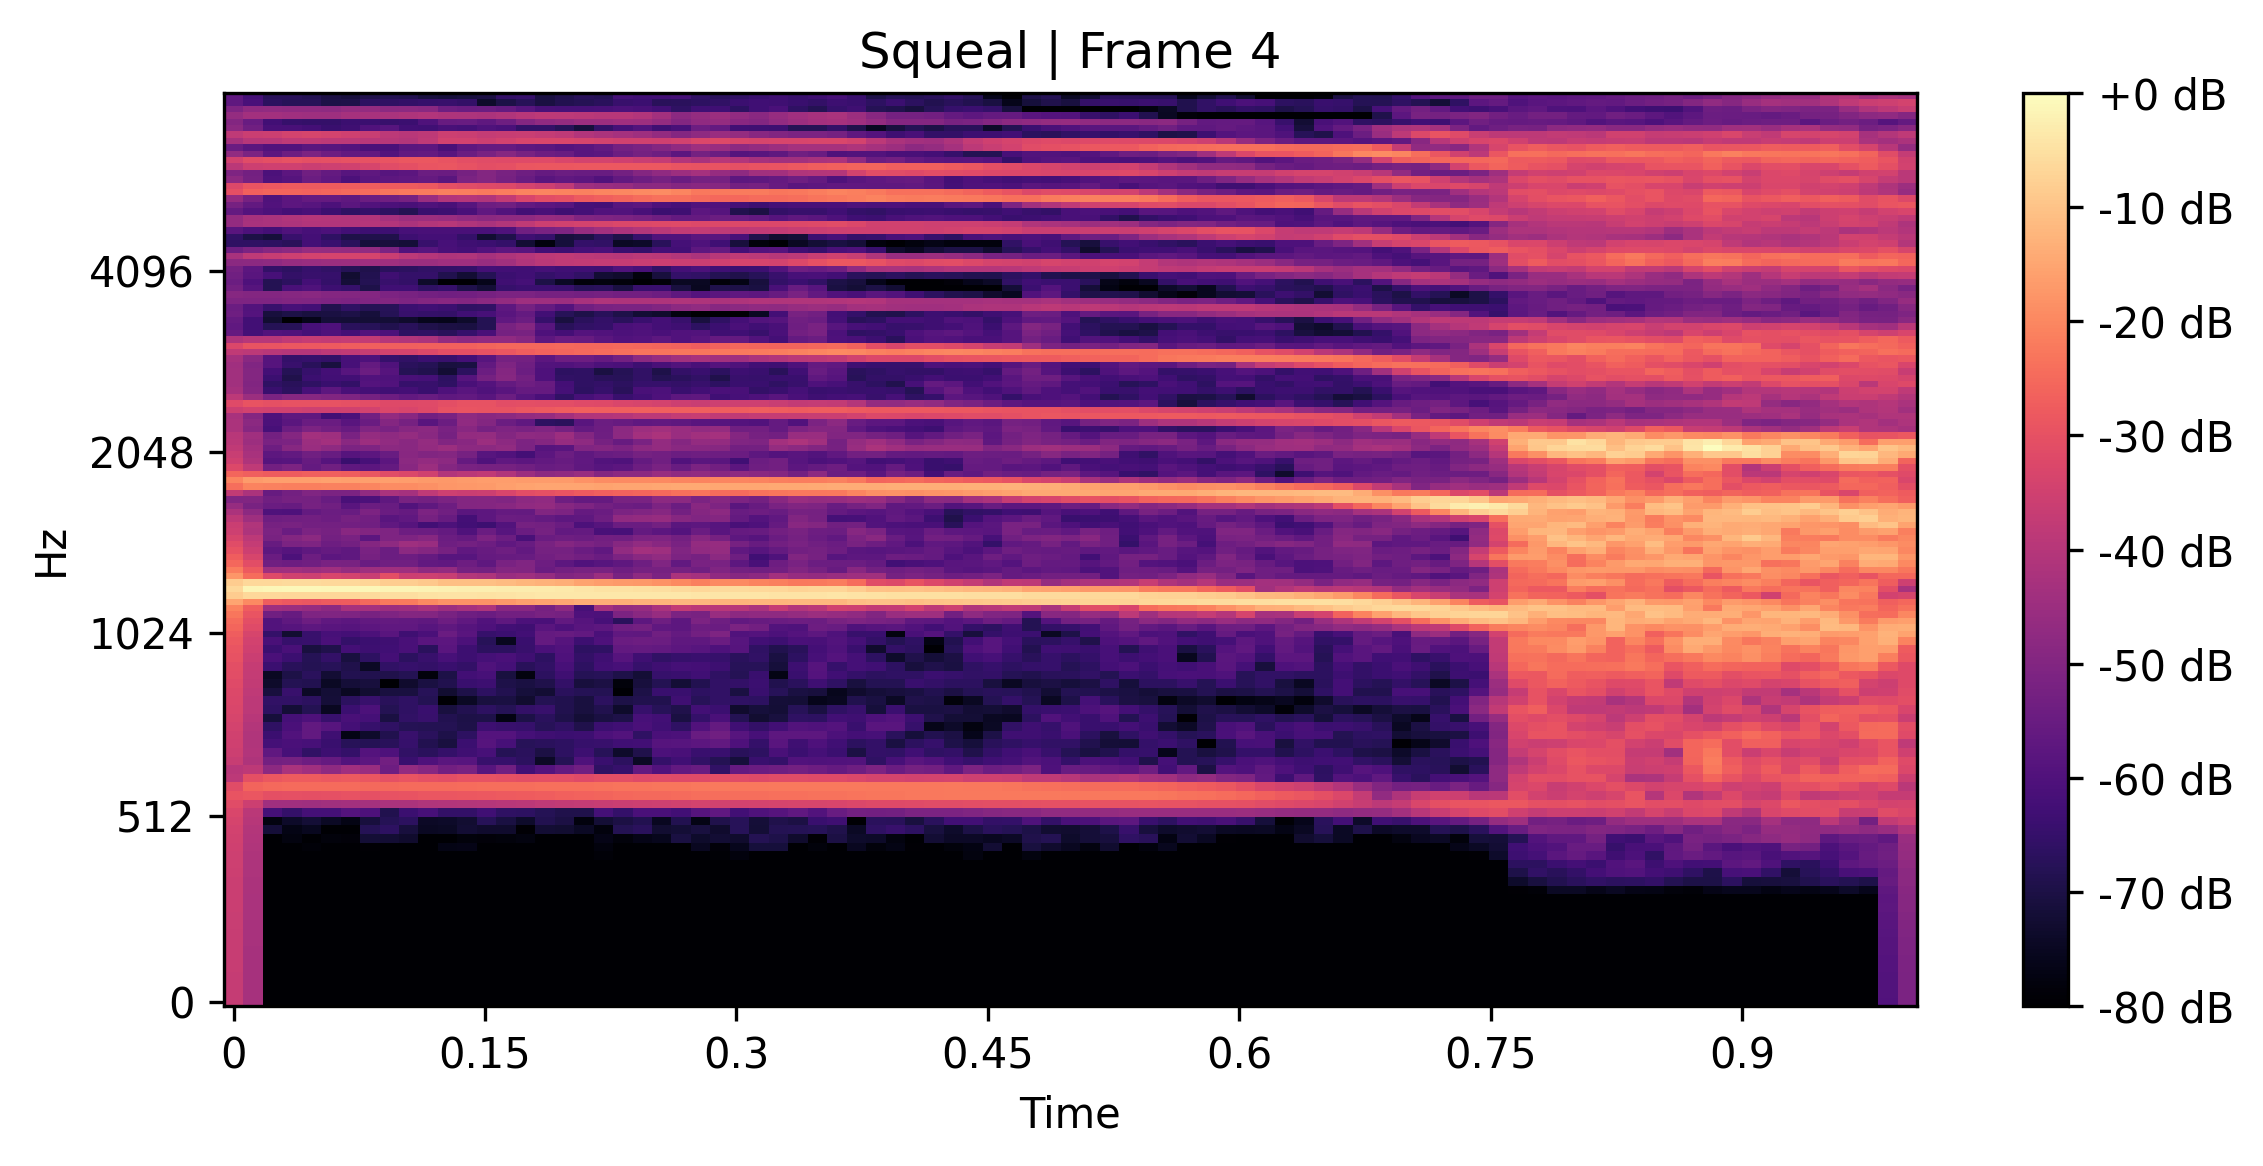 Squeal | Frame 4
+0 dB
-10 dB
-20 dB
-30 dB
-40 dB
-50 dB
-60 dB
-70 dB
-80 dB
4096
2048
1024
512
0
Hz
0 0.15 0.3 0.45 0.6 0.75 0.9
Time